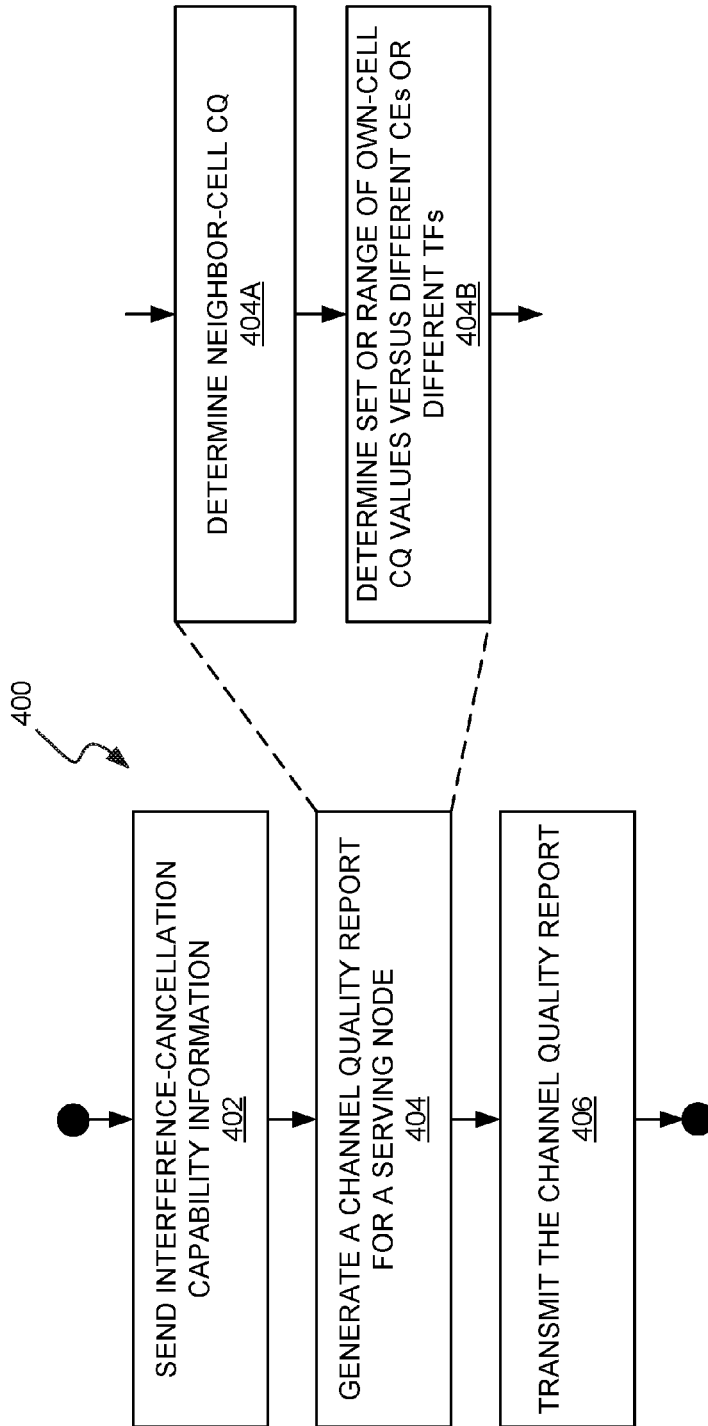 400
SEND INTERFERENCE-CANCELLATION
CAPABILITY INFORMATION
402
GENERATE A CHANNEL QUALITY REPORT
FOR A SERVING NODE
404
TRANSMIT THE CHANNEL QUALITY REPORT
406
DETERMINE NEIGHBOR-CELL CQ
404A
DETERMINE SET OR RANGE OF OWN-CELL
CQ VALUES VERSUS DIFFERENT CEs OR
DIFFERENT TFs
404B